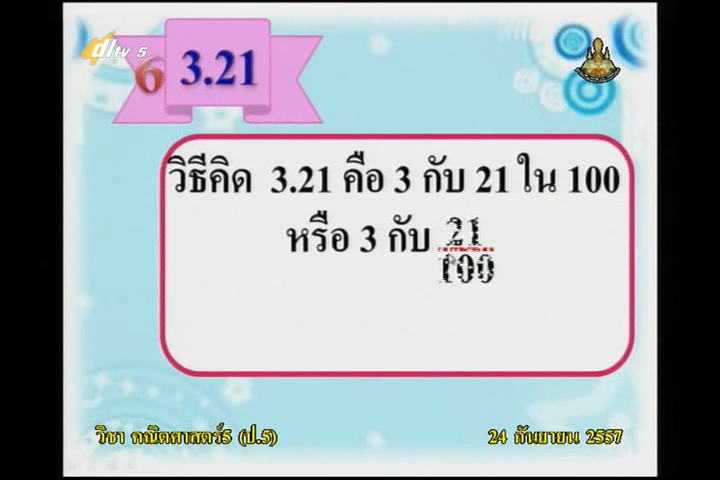 dltv 5
6 3.21
วิธีคิด 3.21 คือ 3 กับ 21 ใน 100
หรือ 3 กับ 21
100
วิชา คณิตศาสตร์5 (ป.5) 24 กันยายน 2557